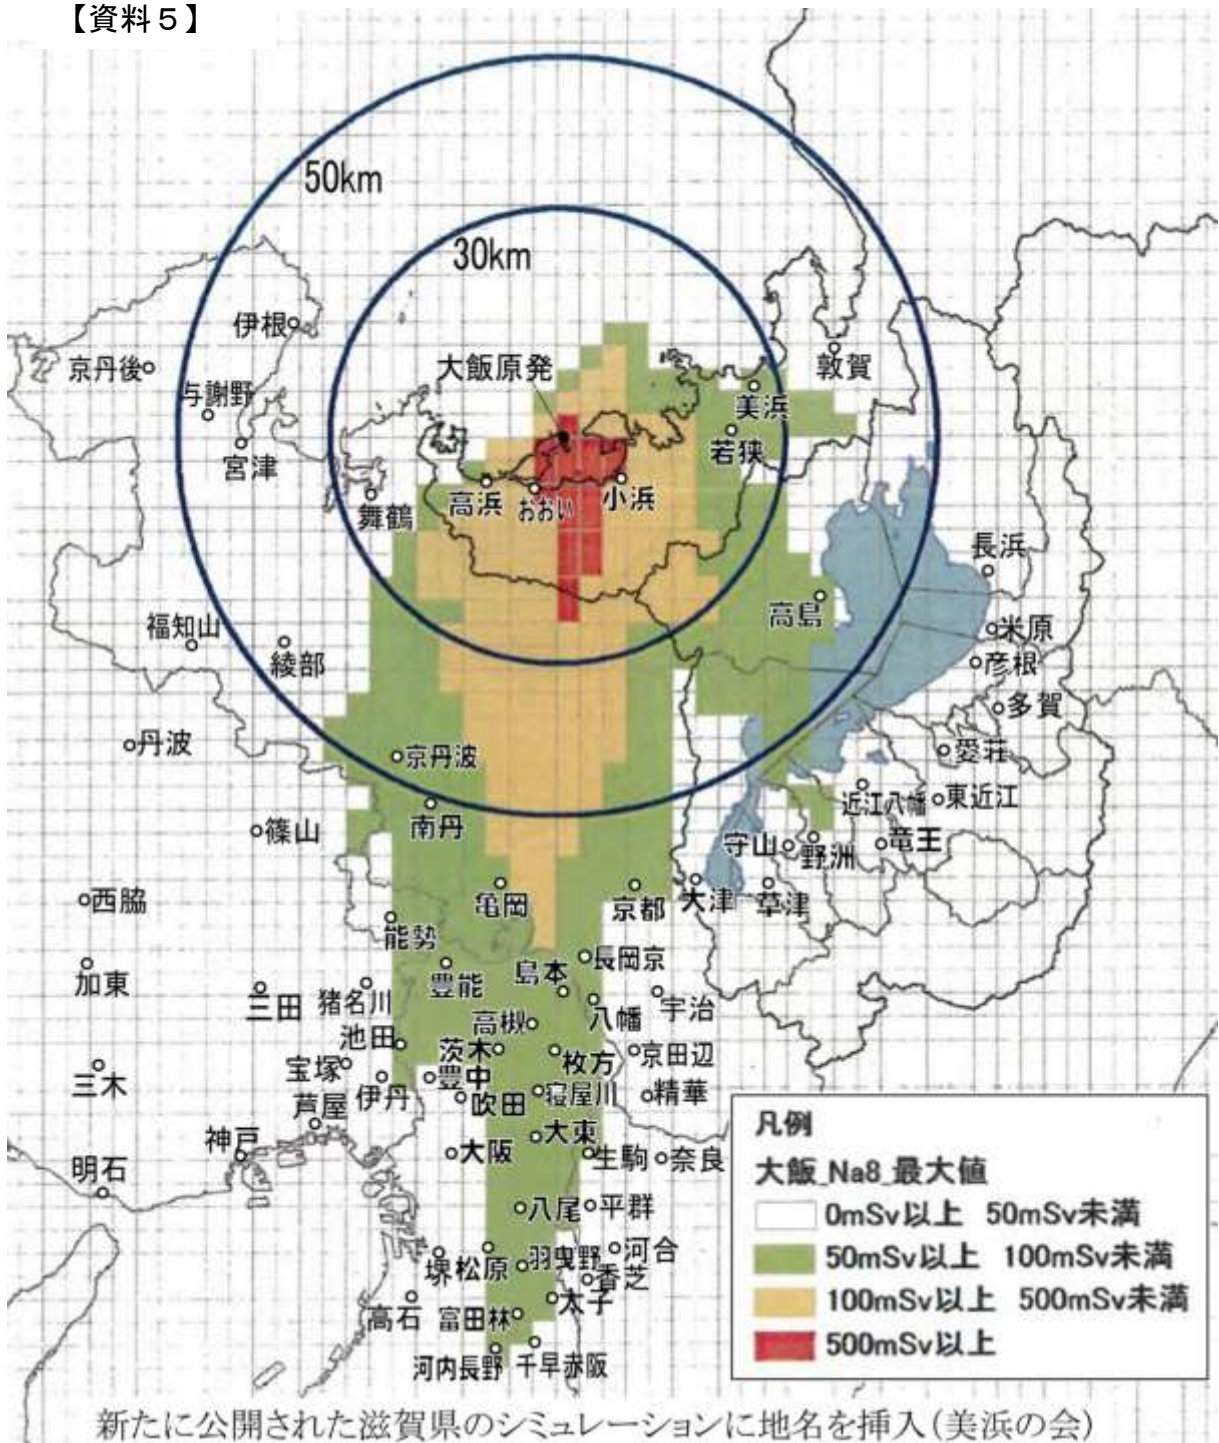 【資料５】
50km
30km
伊根
京丹後
大飯原発
敦賀
与謝野
美浜
若狭
宮津
高浜
おおい
小浜
舞鶴
長浜
高島
福知山
綾部
米原
彦根
多賀
丹波
京丹波
愛荘
近江八幡
東近江
南丹
篠山
守山
野洲
竜王
西脇
亀岡
京都
大津
草津
能勢
加東
豊能
島本
長岡京
三田
猪名川
八幡
宇治
高槻
池田
茨木
枚方
京田辺
三木
宝塚
伊丹
豊中
吹田
寝屋川
精華
芦屋
神戸
大東
大阪
生駒
奈良
明石
八尾
平群
堺
松原
羽曳野
河合
香芝
高石
富田林
太子
河内長野
千早赤阪
凡例
大飯_Na8_最大値
0mSv以上 50mSv未満
50mSv以上 100mSv未満
100mSv以上 500mSv未満
500mSv以上
新たに公開された滋賀県のシミュレーションに地名を挿入(美浜の会)